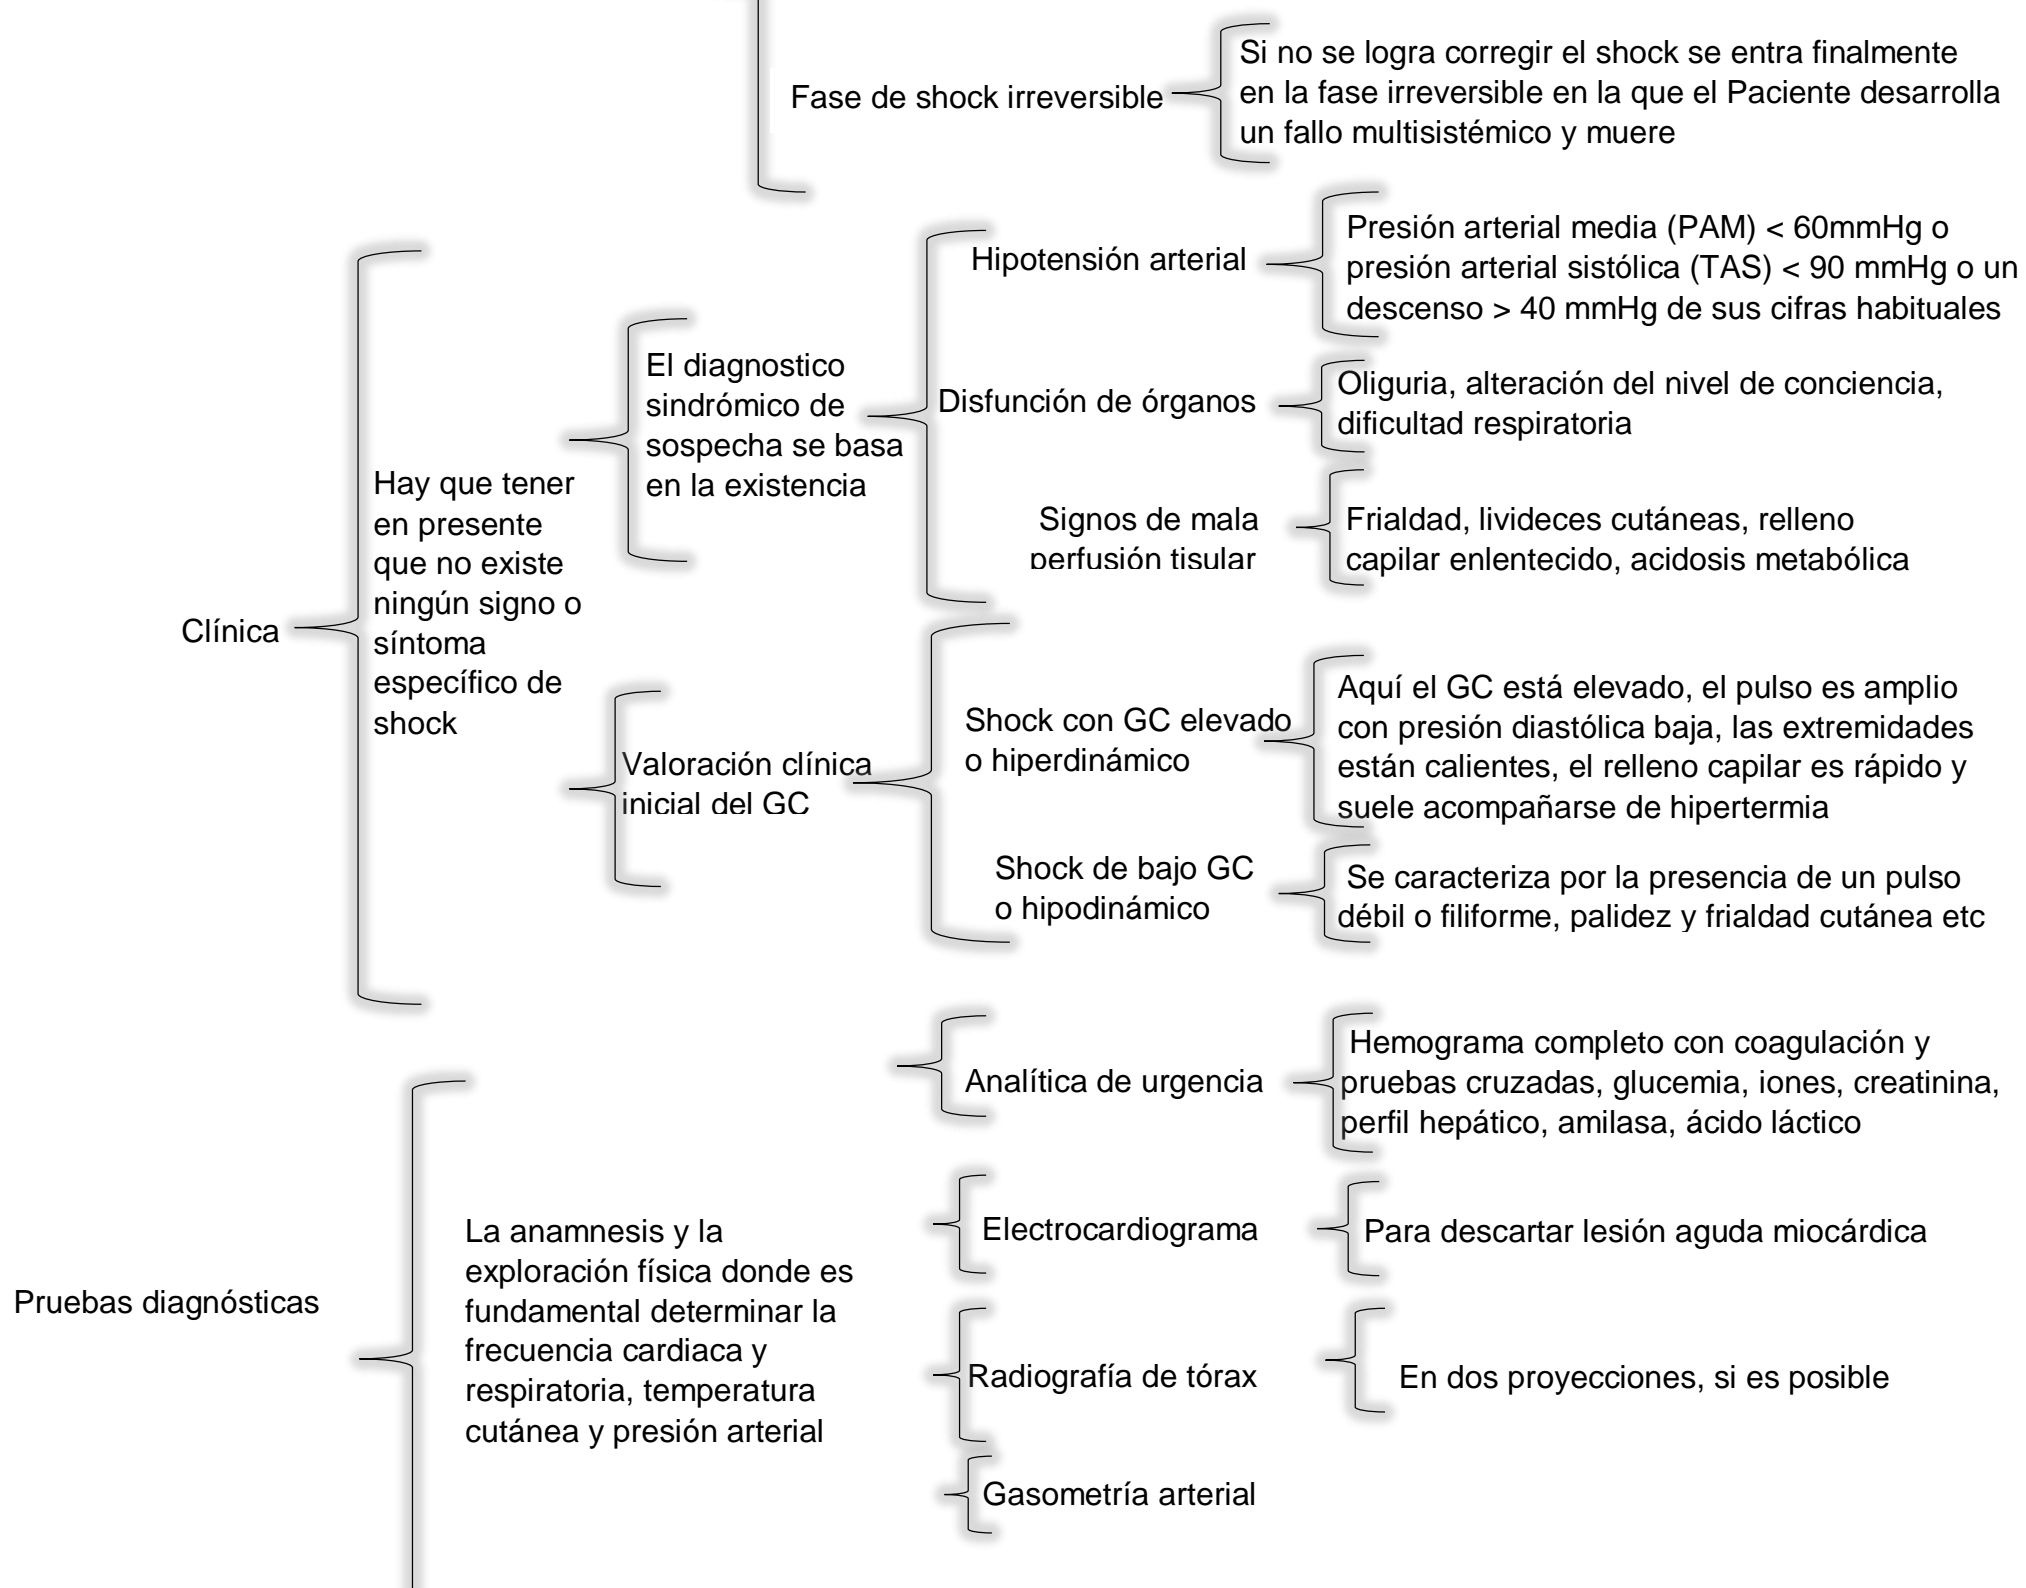 Fase de shock irreversible
Si no se logra corregir el shock se entra finalmente
en la fase irreversible en la que el Paciente desarrolla
un fallo multisistémico y muere
Clínica
Hay que tener
en presente
que no existe
ningún signo o
síntoma
específico de
shock
El diagnostico
sindrómico de
sospecha se basa
en la existencia
Hipotensión arterial
Presión arterial media (PAM) < 60mmHg o
presión arterial sistólica (TAS) < 90 mmHg o un
descenso > 40 mmHg de sus cifras habituales
Disfunción de órganos
Oliguria, alteración del nivel de conciencia,
dificultad respiratoria
Signos de mala
perfusión tisular
Frialdad, livideces cutáneas, relleno
capilar enlentecido, acidosis metabólica
Valoración clínica
inicial del GC
Shock con GC elevado
o hiperdinámico
Aquí el GC está elevado, el pulso es amplio
con presión diastólica baja, las extremidades
están calientes, el relleno capilar es rápido y
suele acompañarse de hipertermia
Shock de bajo GC
o hipodinámico
Se caracteriza por la presencia de un pulso
débil o filiforme, palidez y frialdad cutánea etc
Pruebas diagnósticas
La anamnesis y la
exploración física donde es
fundamental determinar la
frecuencia cardiaca y
respiratoria, temperatura
cutánea y presión arterial
Analítica de urgencia
Hemograma completo con coagulación y
pruebas cruzadas, glucemia, iones, creatinina,
perfil hepático, amilasa, ácido láctico
Electrocardiograma
Para descartar lesión aguda miocárdica
Radiografía de tórax
En dos proyecciones, si es posible
Gasometría arterial